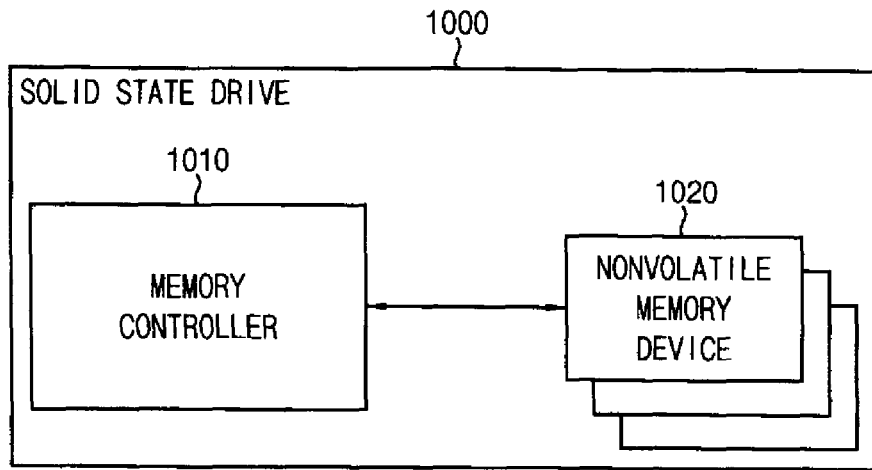 1000
SOLID STATE DRIVE
1010
MEMORY
CONTROLLER
1020
NONVOLATILE
MEMORY
DEVICE